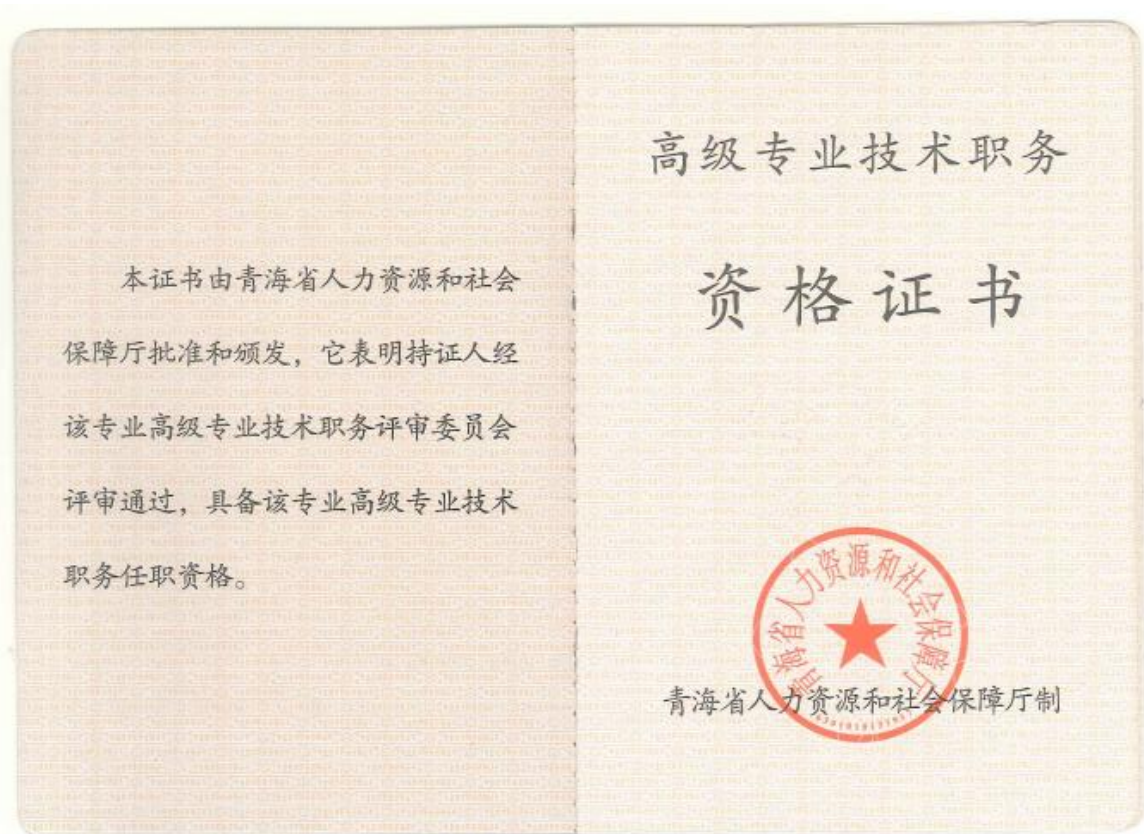 本证书由青海省人力资源和社会
保障厅批准和颁发，它表明持证人经
该专业高级专业技术职务评审委员会
评审通过，具备该专业高级专业技术
职务任职资格。
高级专业技术职务
资格证书
青海省人力资源和社会保障厅
青海省人力资源和社会保障厅制